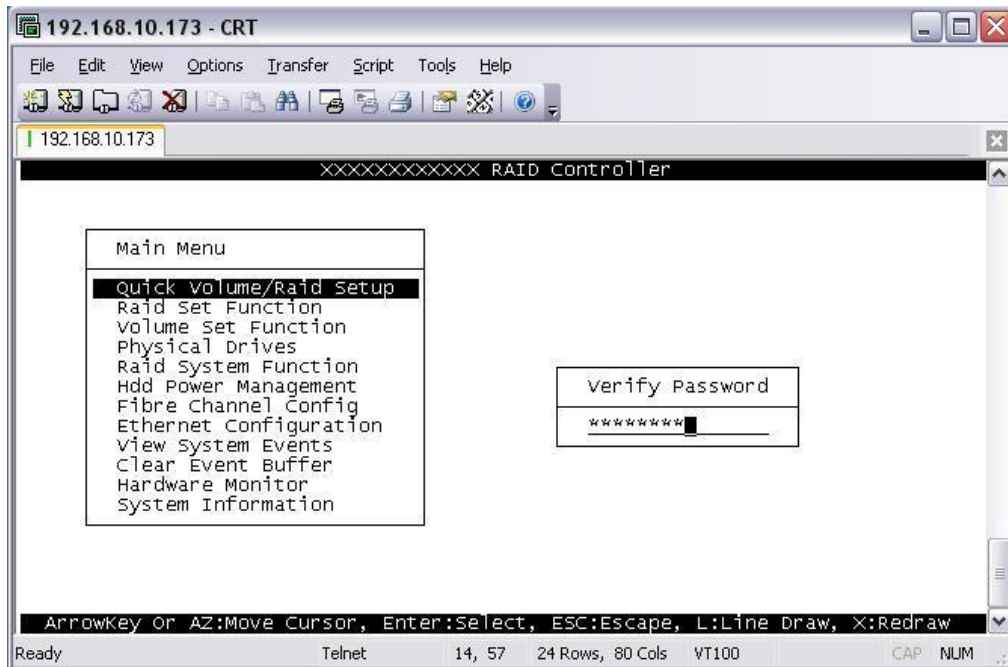 192.168.10.173 - CRT
File Edit View Options Transfer Script Tools Help
192.168.10.173
XXXXXXXXXXXX RAID Controller
Main Menu
Quick Volume/Raid Setup
Raid Set Function
Volume Set Function
Physical Drives
Raid System Function
Hdd Power Management
Fibre Channel Config
Ethernet Configuration
View System Events
Clear Event Buffer
Hardware Monitor
System Information
Verify Password
********
ArrowKey Or AZ:Move Cursor, Enter:Select, ESC:Escape, L:Line Draw, X:Redraw
Ready Telnet 14, 57 24 Rows, 80 Cols VT100 CAP NUM